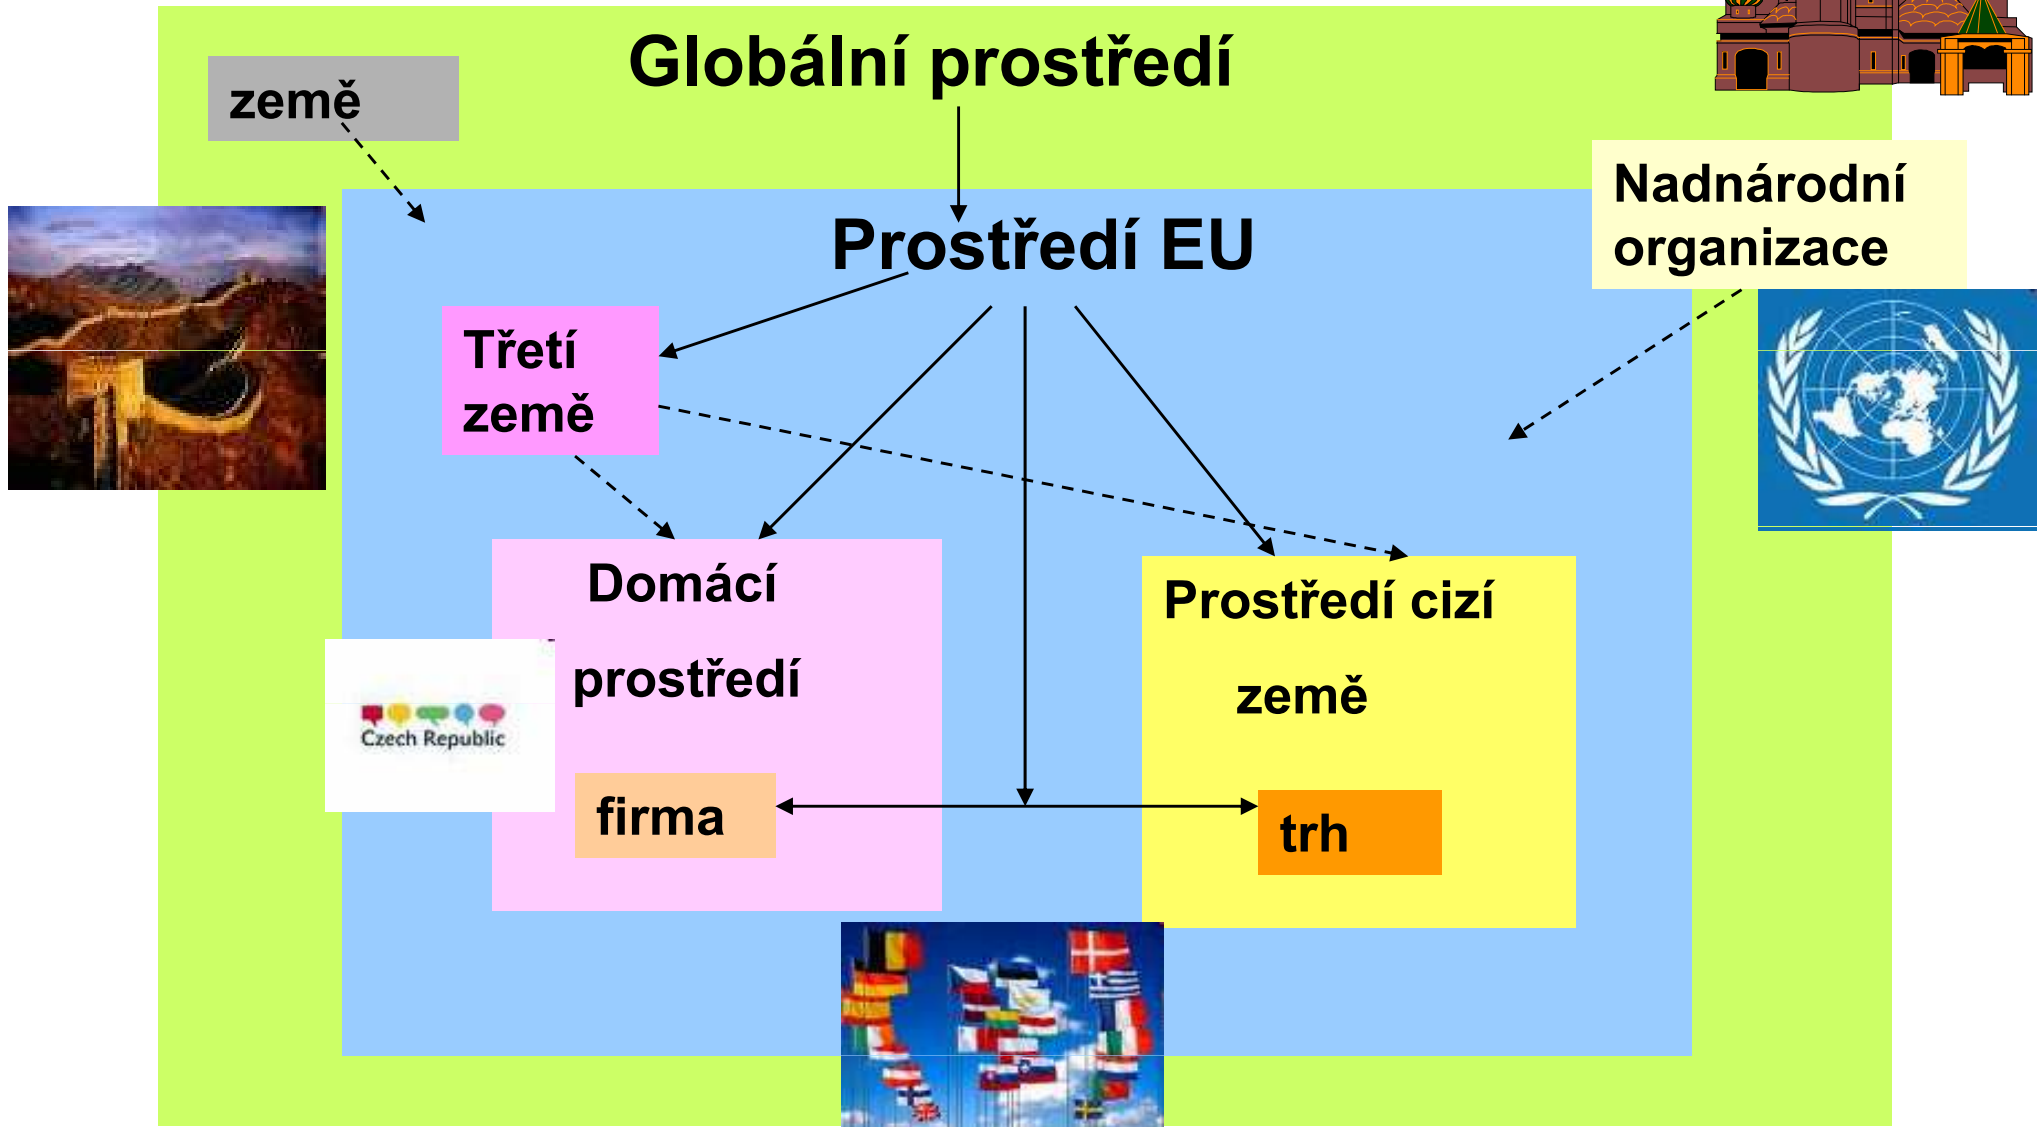 Globální prostředí
země
Nadnárodní
organizace
Prostředí EU
Třetí
země
Domácí
prostředí
Prostředí cizí
země
Czech Republic
firma
trh